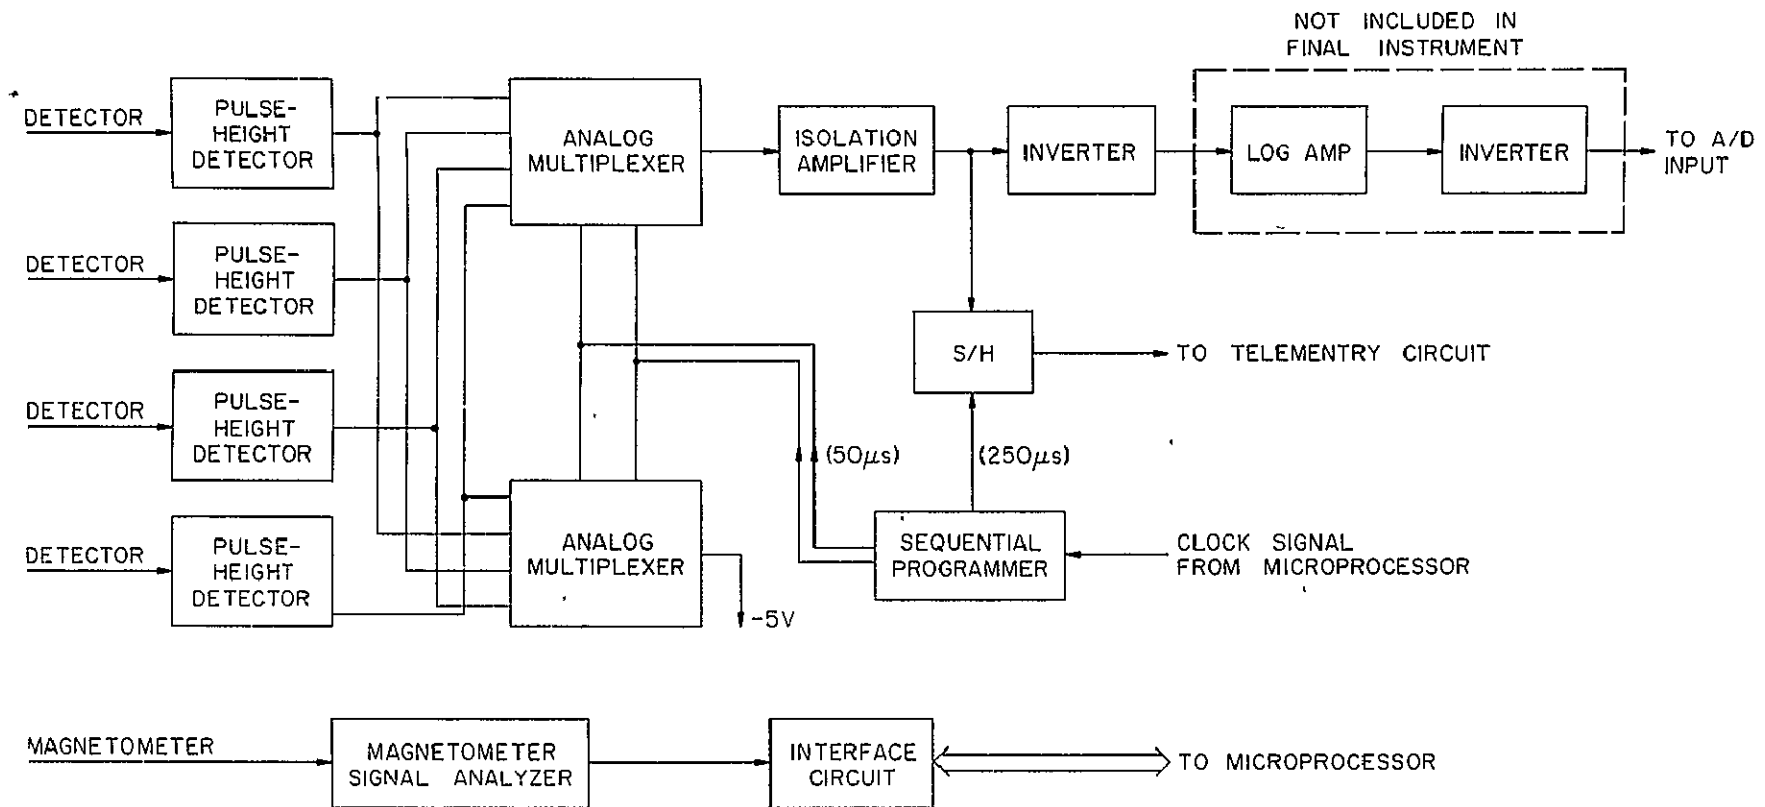 NOT INCLUDED IN
FINAL INSTRUMENT
DETECTOR
PULSE-
HEIGHT
DETECTOR
ANALOG
MULTIPLEXER
ISOLATION
AMPLIFIER
INVERTER
LOG AMP
INVERTER
TO A/D
INPUT
DETECTOR
PULSE-
HEIGHT
DETECTOR
S/H
TO TELEMENTRY CIRCUIT
DETECTOR
PULSE-
HEIGHT
DETECTOR
(50μs)
(250μs)
DETECTOR
PULSE-
HEIGHT
DETECTOR
ANALOG
MULTIPLEXER
-5V
SEQUENTIAL
PROGRAMMER
CLOCK SIGNAL
FROM MICROPROCESSOR
MAGNETOMETER
MAGNETOMETER
SIGNAL ANALYZER
INTERFACE
CIRCUIT
TO MICROPROCESSOR